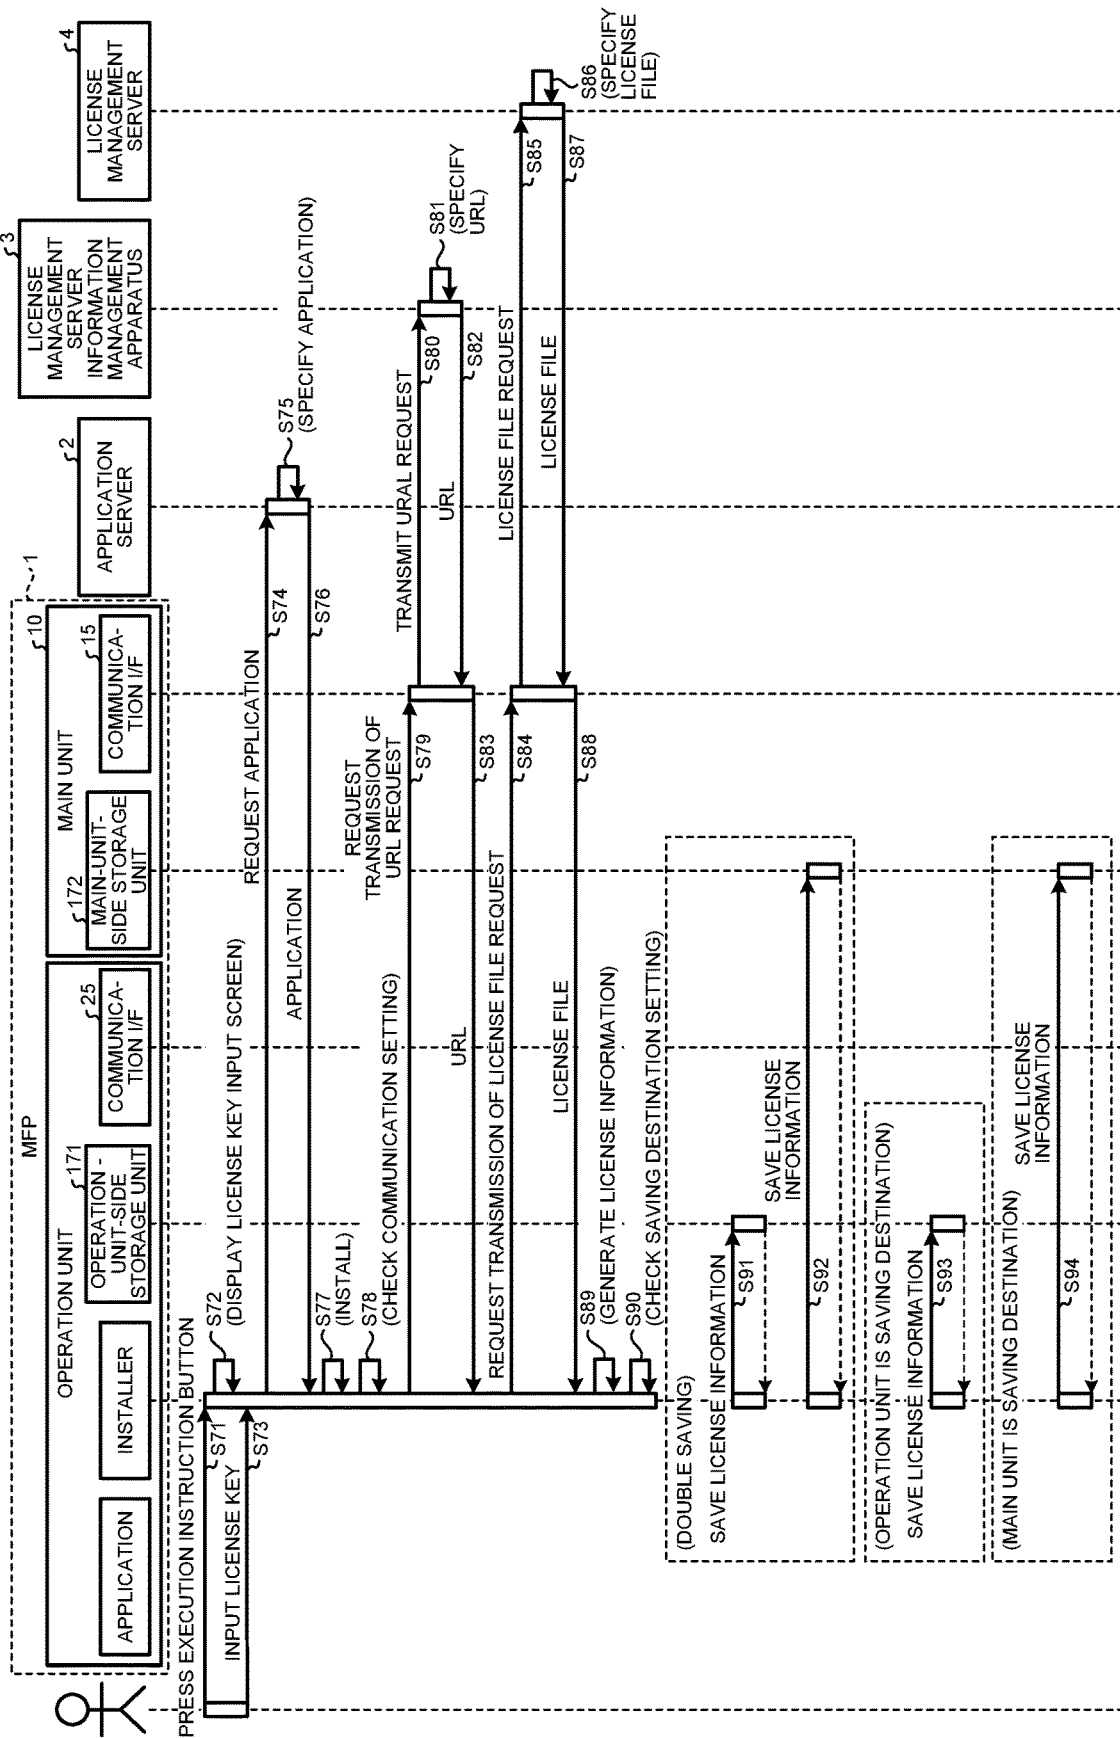 MFP
1
OPERATION UNIT
MAIN UNIT
10
APPLICATION
INSTALLER
OPERATION -
UNIT-SIDE
STORAGE UNIT
171
COMMUNICA-
TION I/F
25
MAIN-UNIT-
SIDE STORAGE
UNIT
172
COMMUNICA-
TION I/F
15
APPLICATION
SERVER
2
LICENSE
MANAGEMENT
SERVER
INFORMATION
MANAGEMENT
APPARATUS
3
LICENSE
MANAGEMENT
SERVER
4
PRESS EXECUTION INSTRUCTION BUTTON
S71
S72
(DISPLAY LICENSE KEY INPUT SCREEN)
INPUT LICENSE KEY
S73
REQUEST APPLICATION
S74
S75
(SPECIFY APPLICATION)
APPLICATION
S76
S77
(INSTALL)
S78
(CHECK COMMUNICATION SETTING)
REQUEST
TRANSMISSION OF
URL REQUEST
S79
TRANSMIT URAL REQUEST
S80
S81
(SPECIFY
URL)
URL
S82
URL
S83
REQUEST TRANSMISSION OF LICENSE FILE REQUEST
S84
LICENSE FILE REQUEST
S85
S86
(SPECIFY
LICENSE
FILE)
LICENSE FILE
S87
LICENSE FILE
S88
S89
(GENERATE LICENSE INFORMATION)
S90
(CHECK SAVING DESTINATION SETTING)
(DOUBLE SAVING)
SAVE LICENSE INFORMATION
S91
SAVE LICENSE
INFORMATION
S92
(OPERATION UNIT IS SAVING DESTINATION)
SAVE LICENSE INFORMATION
S93
(MAIN UNIT IS SAVING DESTINATION)
SAVE LICENSE
INFORMATION
S94